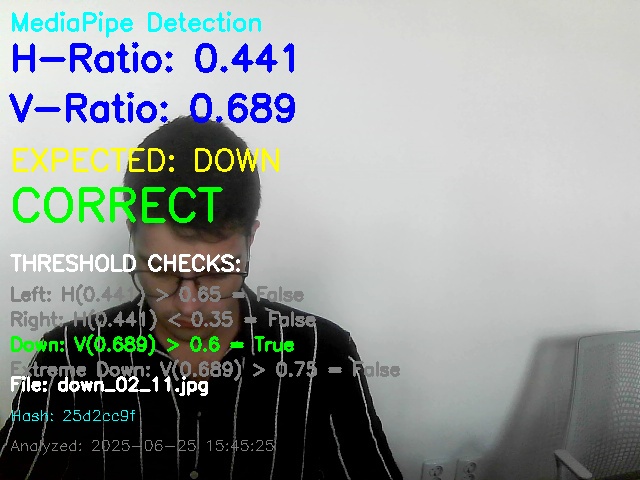 MediaPipe Detection
H-Ratio: 0.441
V-Ratio: 0.689
EXPECTED: DOWN
CORRECT
THRESHOLD CHECKS:
Left: H(0.441) > 0.65 = False
Right: H(0.441) < 0.35 = False
Down: V(0.689) > 0.6 = True
Extreme Down: V(0.689) > 0.75 = False
File: down_02_11.jpg
Hash: 25d2cc9f
Analyzed: 2025-06-25 15:45:25